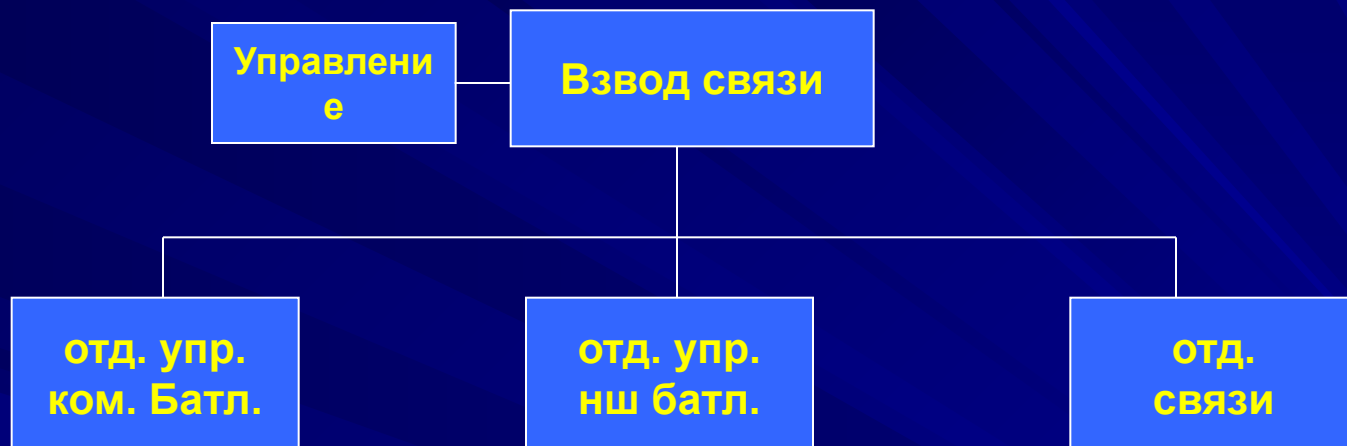 Управлени
е
Взвод связи
отд. упр.
ком. Батл.
отд. упр.
нш батл.
отд.
связи